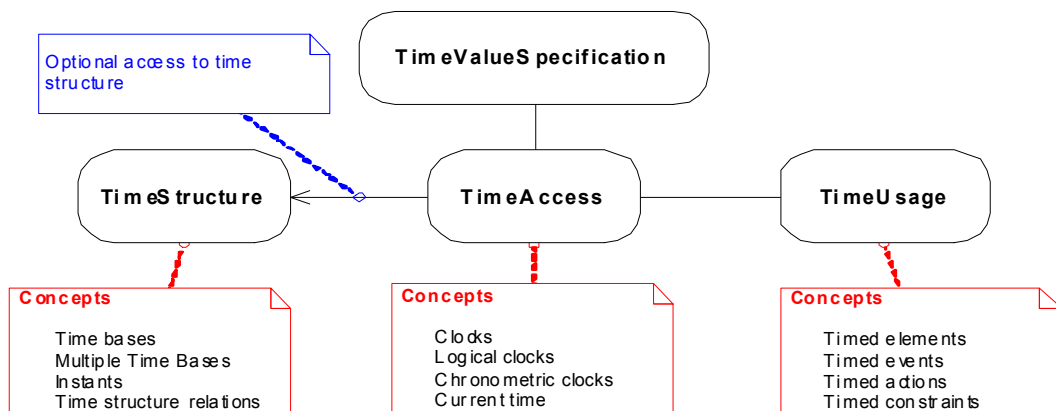 Optional access to time
structure
TimeValueSpecification
TimeStructure
TimeAccess
TimeUsage
Concepts
Time bases
Multiple Time Bases
Instants
Time structure relations
Concepts
Clocks
Logical clocks
Chronometric clocks
Current time
Concepts
Timed elements
Timed events
Timed actions
Timed constraints